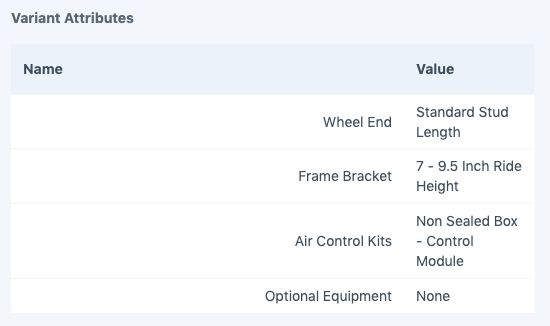 Variant Attributes
Name Value
Wheel End Standard Stud
Length
Frame Bracket 7 - 9.5 Inch Ride
Height
Air Control Kits Non Sealed Box
- Control
Module
Optional Equipment None